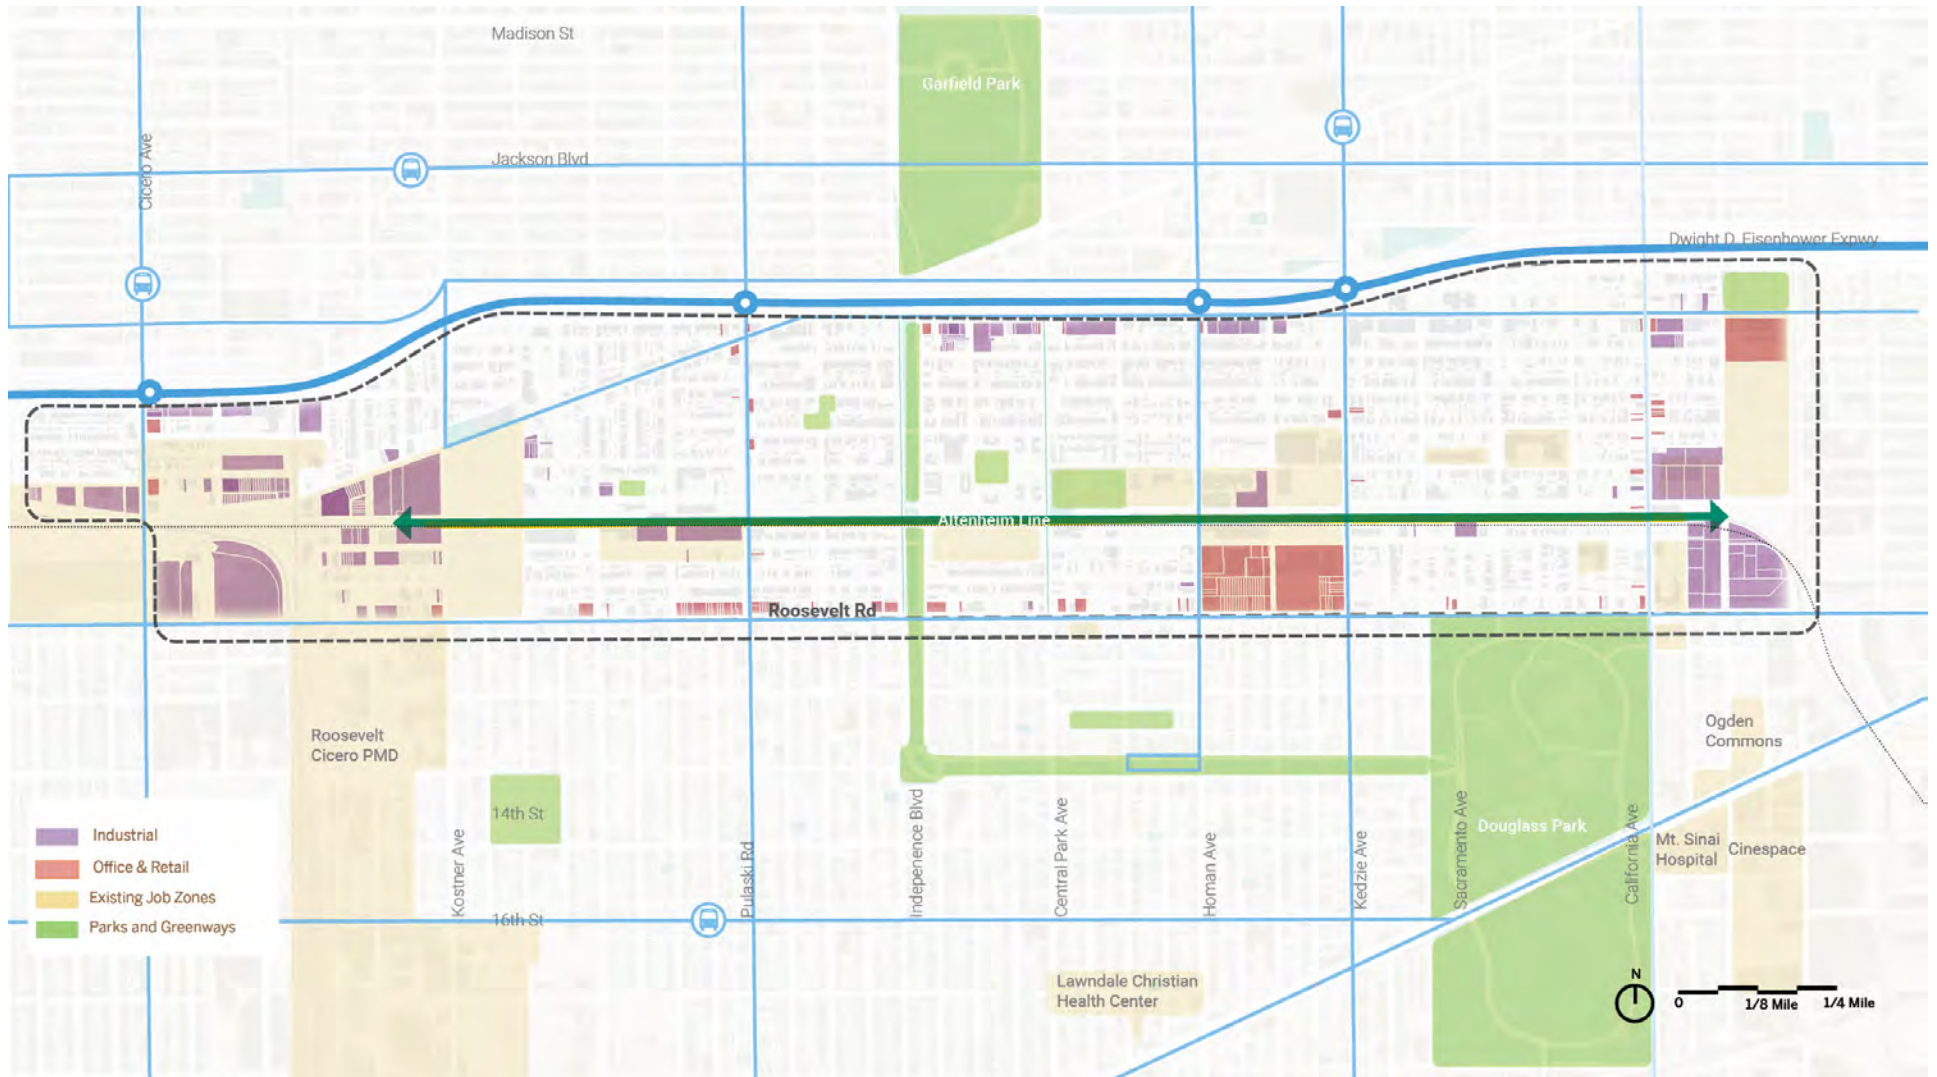 Madison St
Garfield Park
Cicero Ave
Jackson Blvd
Dwight D. Eisenhower Expwy
Altenheim Line
Roosevelt Rd
Roosevelt
Cicero PMD
Ogden
Commons
14th St
Kostner Ave
Pulaski Rd
Indepenence Blvd
Central Park Ave
Homan Ave
Kedzie Ave
Sacramento Ave
Douglass Park
California Ave
Mt. Sinai
Hospital
Cinespace
Industrial
Office & Retail
Existing Job Zones
Parks and Greenways
16th St
Lawndale Christian
Health Center
N
0
1/8 Mile
1/4 Mile